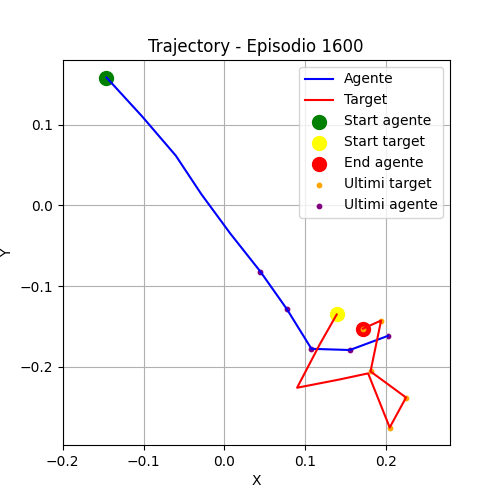 Trajectory - Episodio 1600
Agente
Target
Start agente
Start target
End agente
Ultimi target
Ultimi agente
Y
0.1
0.0
−0.1
−0.2
−0.2
−0.1
0.0
0.1
0.2
X